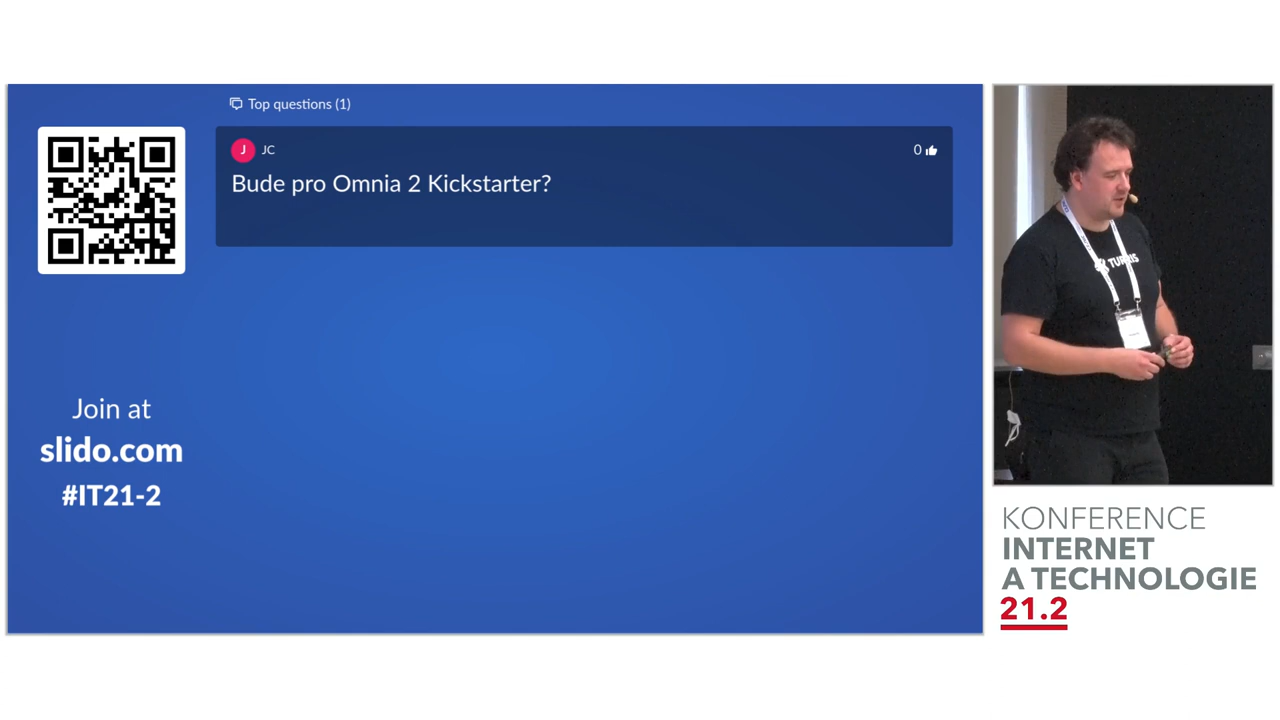 Top questions (1)
J JC
0
Bude pro Omnia 2 Kickstarter?
Join at
slido.com
#IT21-2
TURRIS
KONFERENCE
INTERNET
A TECHNOLOGIE
21.2